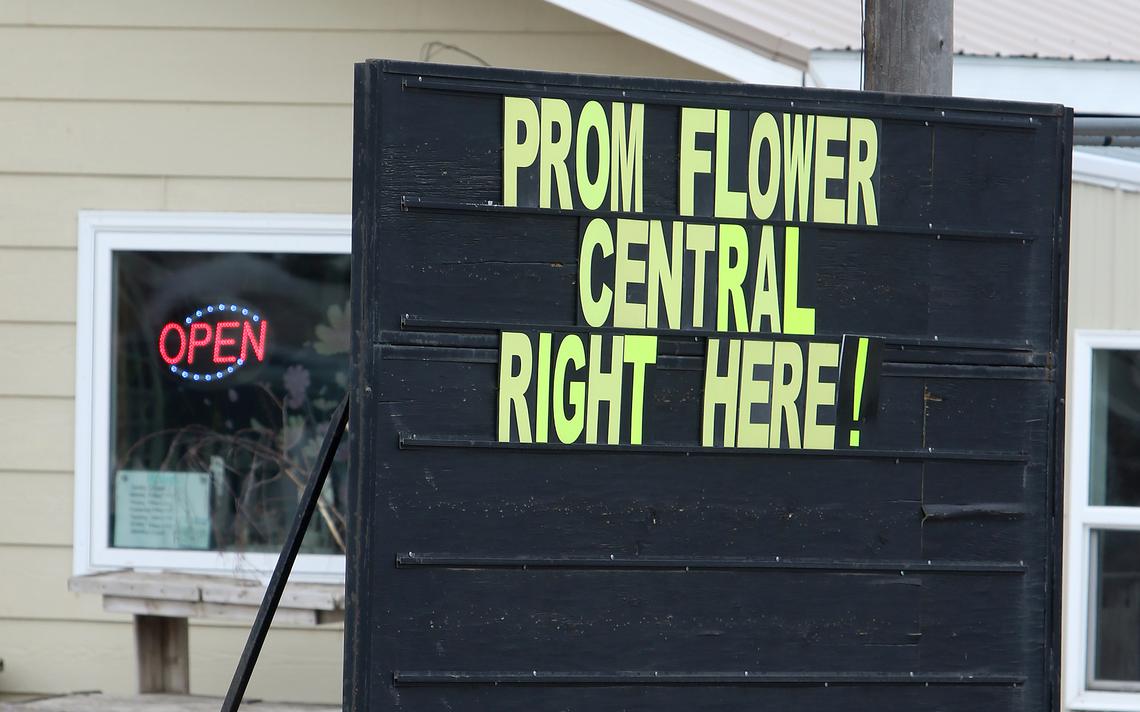 PROM FLOWER
CENTRAL
RIGHT HERE!
OPEN